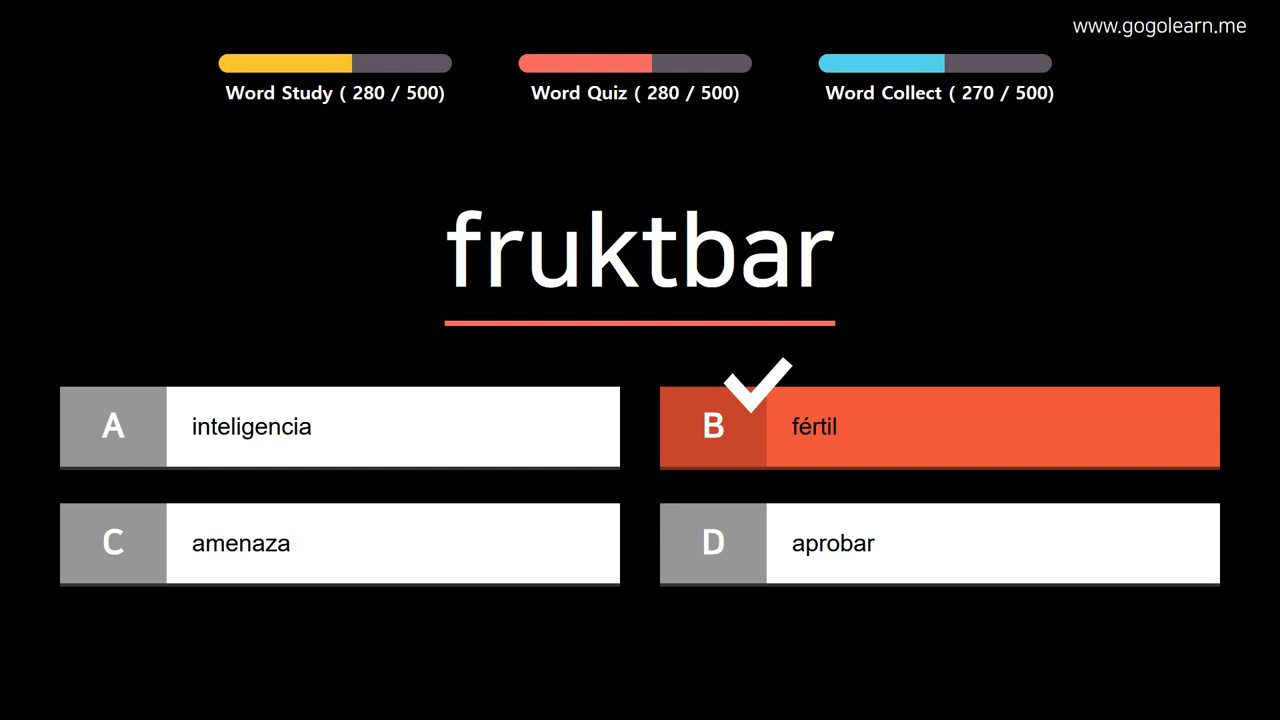 www.gogolearn.me
Word Study ( 280 / 500)
Word Quiz ( 280 / 500)
Word Collect ( 270 / 500)
fruktbar
A inteligencia
B fértil
C amenaza
D aprobar